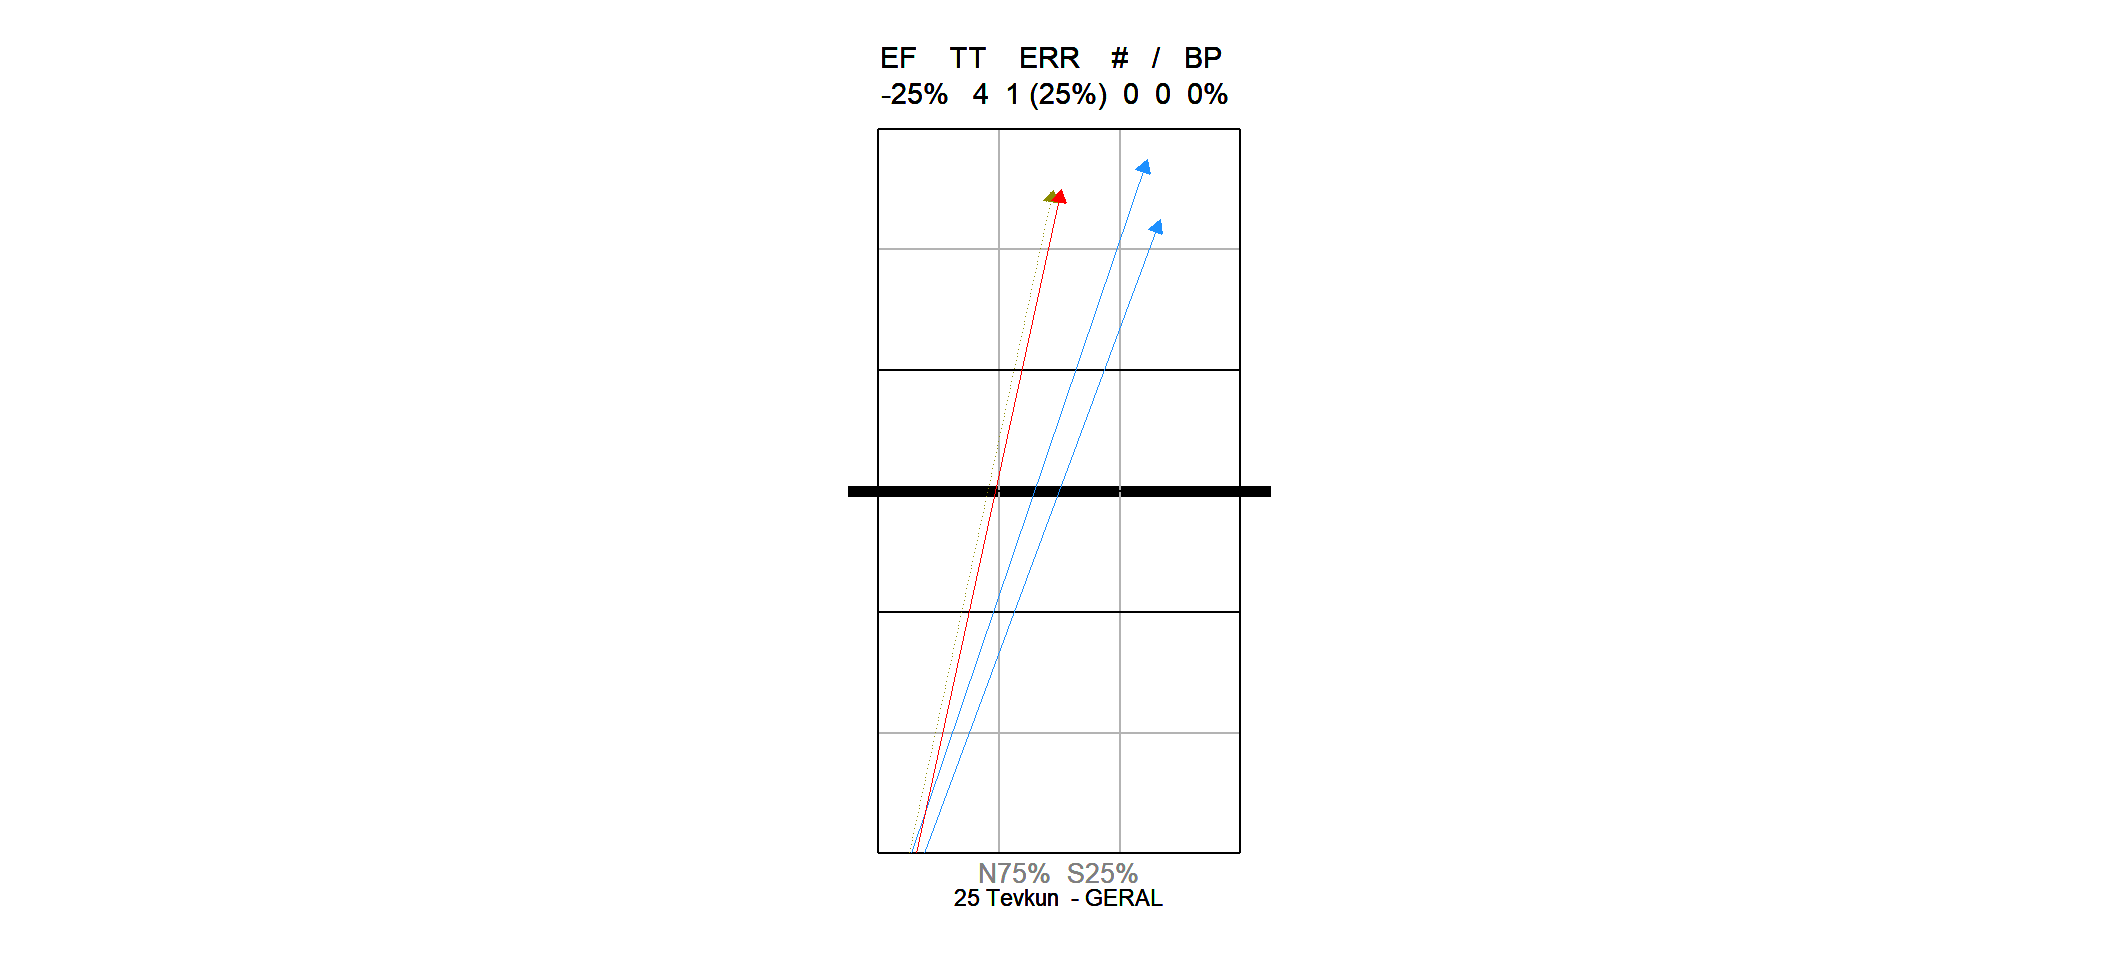 EF TT ERR # / BP
-25% 4 1 (25%) 0 0 0%
N75% S25%
25 Tevkun - GERAL